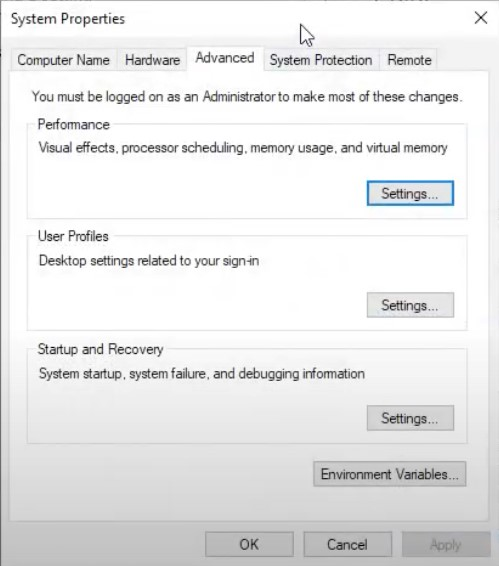 System Properties
Computer Name Hardware Advanced System Protection Remote
You must be logged on as an Administrator to make most of these changes.
Performance
Visual effects, processor scheduling, memory usage, and virtual memory
Settings...
User Profiles
Desktop settings related to your sign-in
Settings...
Startup and Recovery
System startup, system failure, and debugging information
Settings...
Environment Variables...
OK Cancel Apply